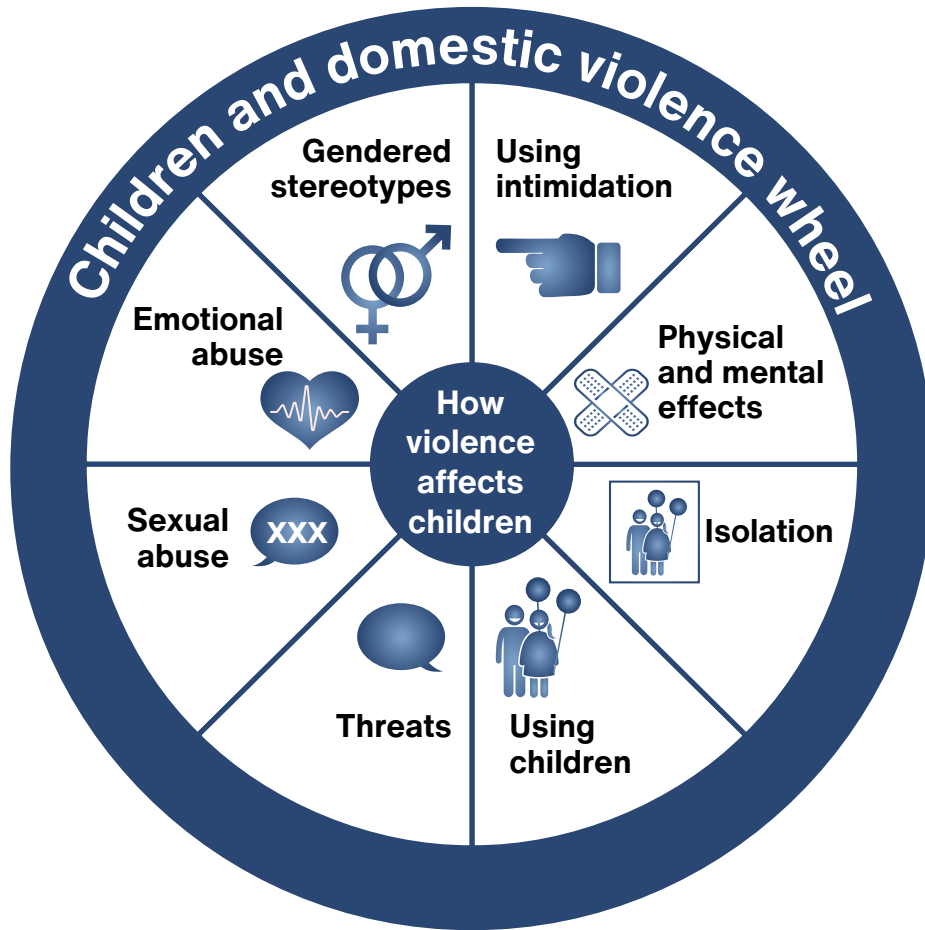 Children and domestic violence wheel
Gendered
stereotypes
Using
intimidation
Physical
and mental
effects
Isolation
Using
children
Threats
Sexual
abuse
XXX
Emotional
abuse
How
violence
affects
children